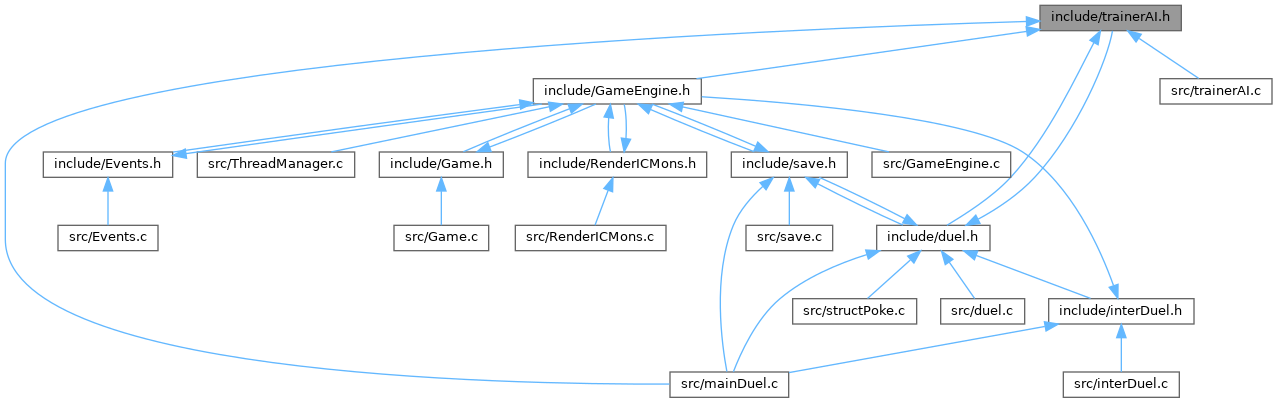 include/trainerAI.h
include/GameEngine.h
src/trainerAI.c
include/Events.h
src/ThreadManager.c
include/Game.h
include/RenderICMons.h
include/save.h
src/GameEngine.c
src/Events.c
src/Game.c
src/RenderICMons.c
src/save.c
include/duel.h
src/structPoke.c
src/duel.c
include/interDuel.h
src/mainDuel.c
src/interDuel.c